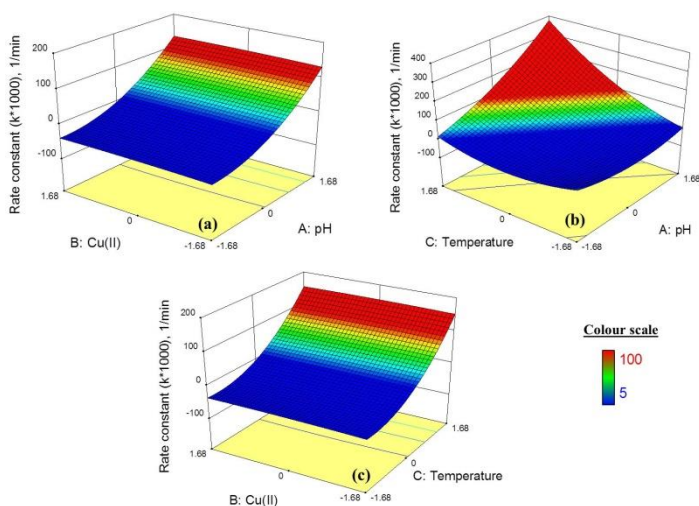 Rate constant (k*1000), 1/min
200
100
0
-100
1.68
0
-1.68
B: Cu(II)
-1.68
0
1.68
A: pH
(a)
Rate constant (k*1000), 1/min
400
300
200
100
0
-100
1.68
0
-1.68
C: Temperature
-1.68
0
1.68
A: pH
(b)
Rate constant (k*1000), 1/min
200
100
0
-100
1.68
0
-1.68
B: Cu(II)
-1.68
0
1.68
C: Temperature
(c)
Colour scale
100
5